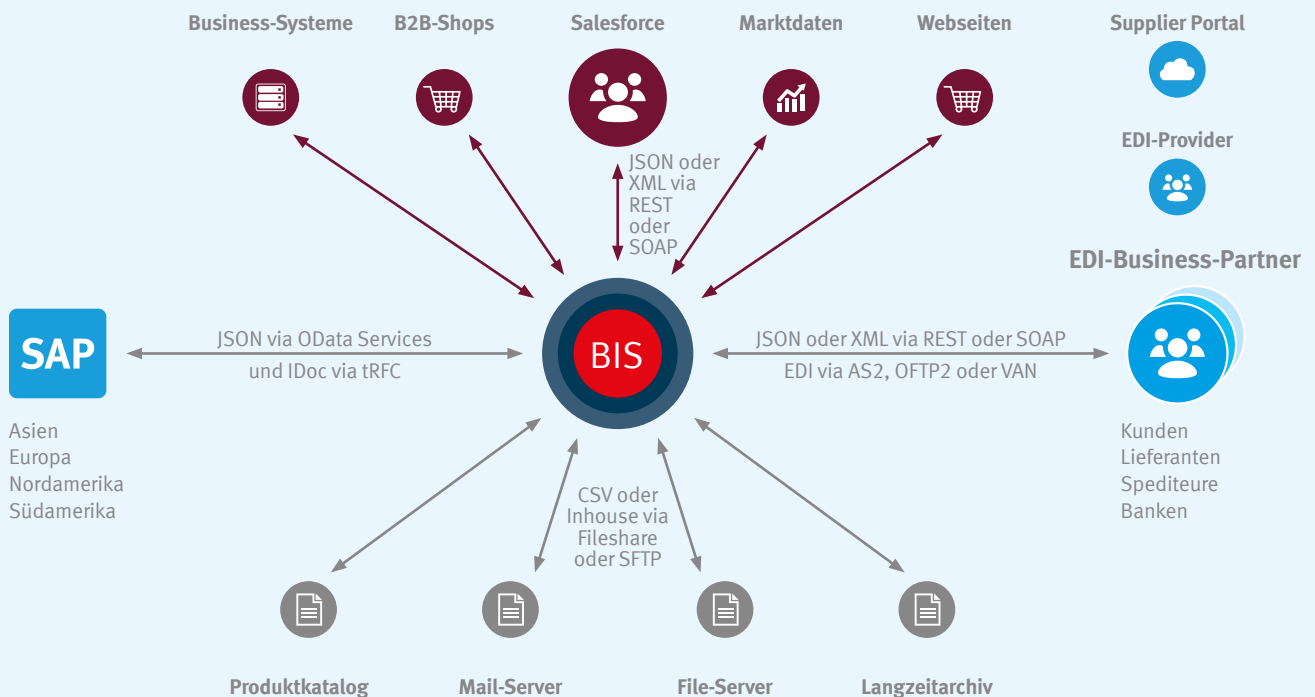 Business-Systeme
B2B-Shops
Salesforce
Marktdaten
Webseiten
Supplier Portal
EDI-Provider
JSON oder
XML via
REST
oder
SOAP
EDI-Business-Partner
SAP
JSON via OData Services
und IDoc via tRFC
BIS
JSON oder XML via REST oder SOAP
EDI via AS2, OFTP2 oder VAN
Asien
Europa
Nordamerika
Südamerika
Kunden
Lieferanten
Spediteure
Banken
CSV oder
Inhouse via
Fileshare
oder SFTP
Produktkatalog
Mail-Server
File-Server
Langzeitarchiv